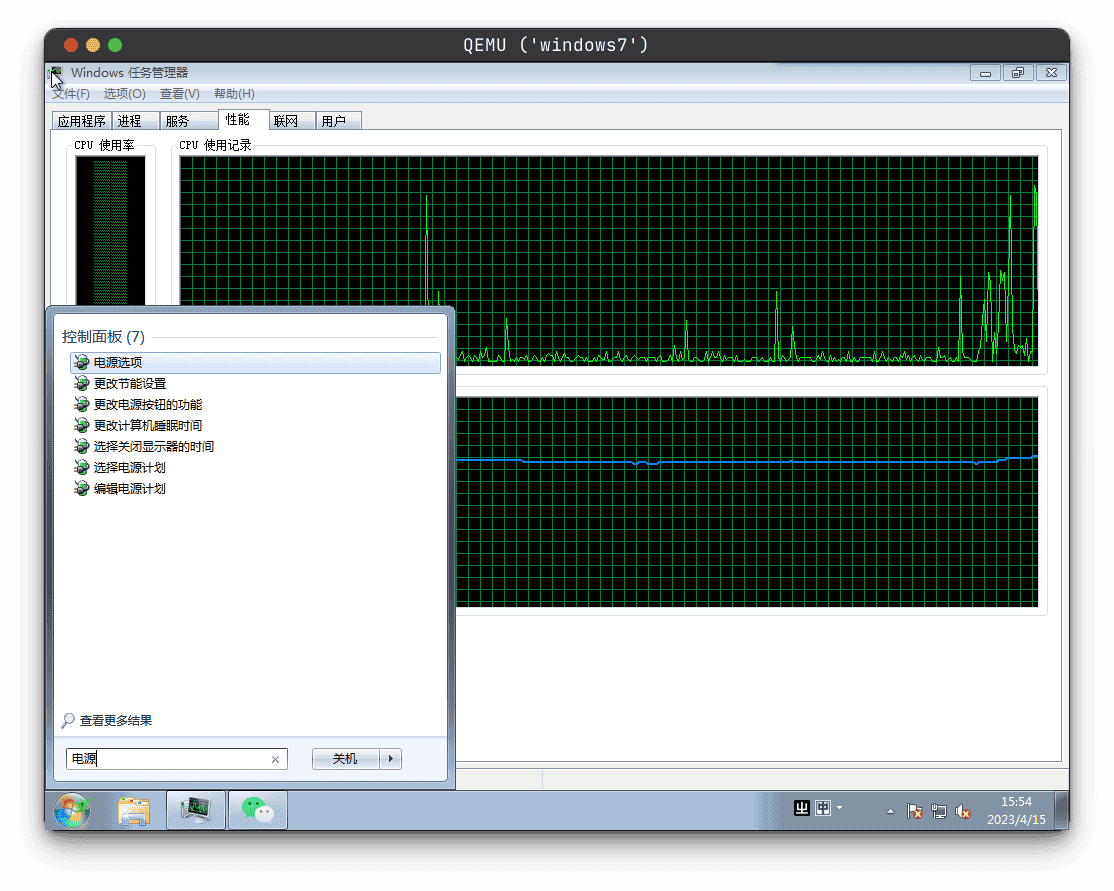 QEMU ('windows7')
Windows 任务管理器
文件(F) 选项(O) 查看(V) 帮助(H)
应用程序 进程 服务 性能 联网 用户
CPU 使用率 CPU 使用记录
控制面板 (7)
电源选项
更改节能设置
更改电源按钮的功能
更改计算机睡眠时间
选择关闭显示器的时间
选择电源计划
编辑电源计划
查看更多结果
电源 关机
15:54
2023/4/15